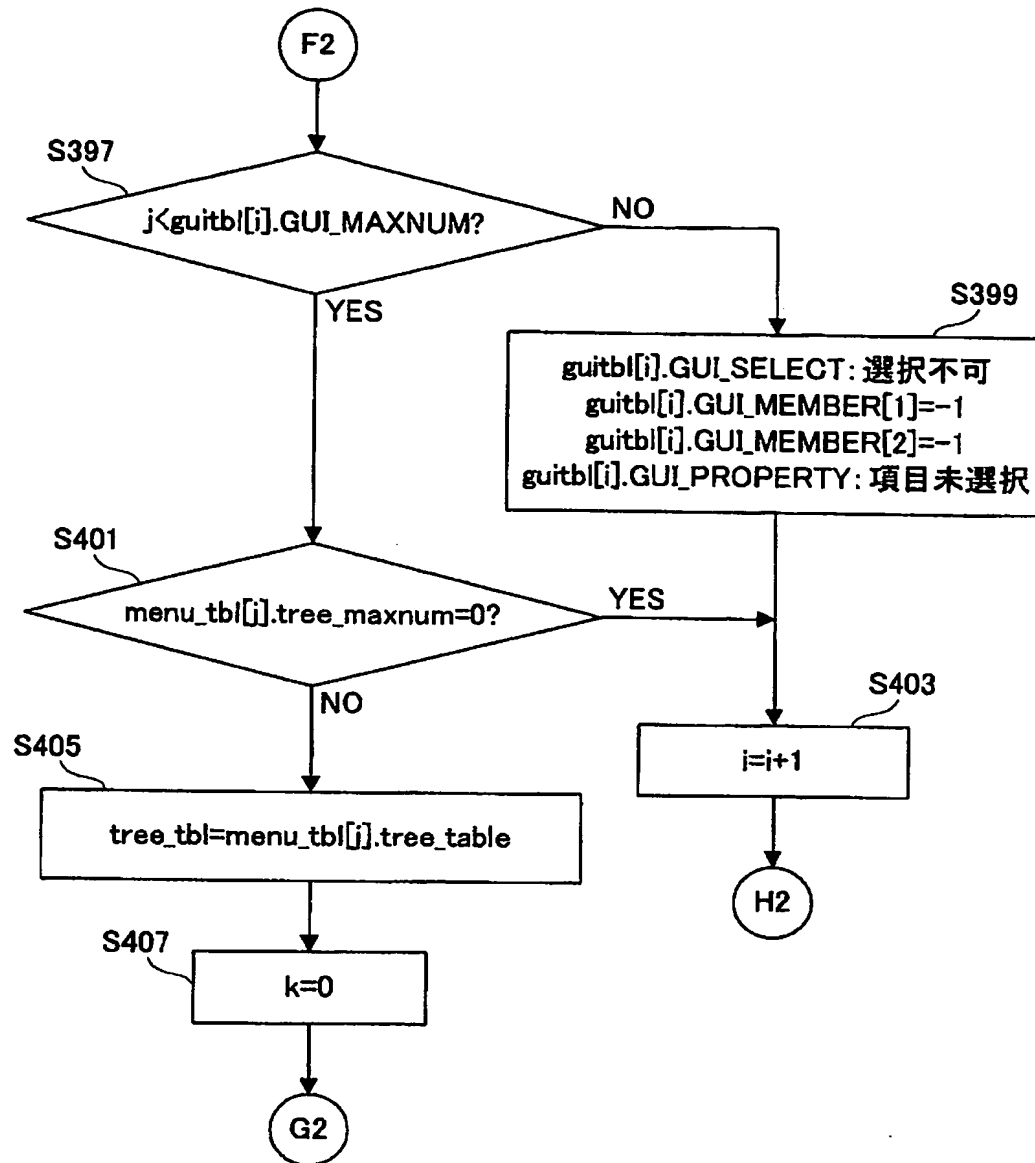 F2
S397
j<guitbl[i].GUI_MAXNUM?
NO
YES
S399
guitbl[i].GUI_SELECT:選択不可
guitbl[i].GUI_MEMBER[1]=-1
guitbl[i].GUI_MEMBER[2]=-1
guitbl[i].GUI_PROPERTY:項目未選択
S401
menu_tbl[j].tree_maxnum=0?
YES
NO
S403
i=i+1
S405
tree_tbl=menu_tbl[j].tree_table
H2
S407
k=0
G2